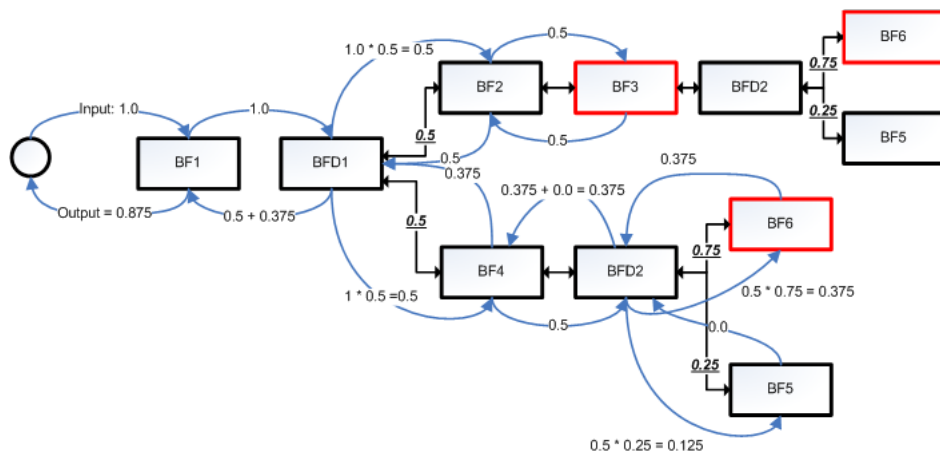 BF6
1.0 * 0.5 = 0.5
0.5
0.75
BF2
BF3
BFD2
0.25
Input: 1.0
1.0
0.5
BF5
0.5
BF1
BFD1
0.5
0.375
0.375
0.375 + 0.0 = 0.375
Output = 0.875
0.5 + 0.375
0.5
BF6
0.75
BF4
BFD2
1 * 0.5 =0.5
0.5 * 0.75 = 0.375
0.5
0.0
0.25
BF5
0.5 * 0.25 = 0.125